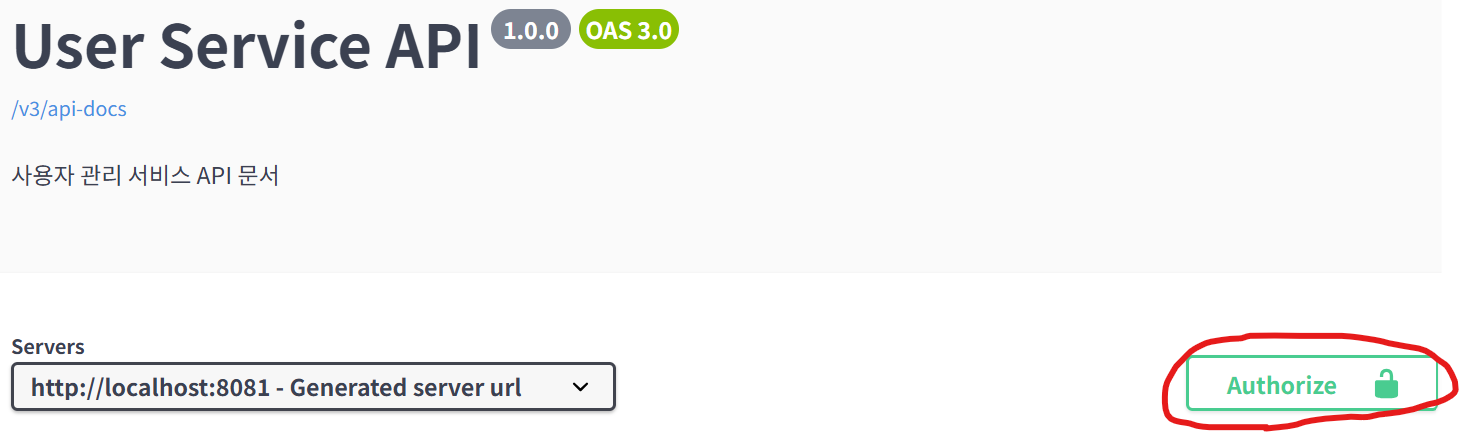 User Service API 1.0.0 OAS 3.0
/v3/api-docs
사용자 관리 서비스 API 문서
Servers
http://localhost:8081 - Generated server url
Authorize